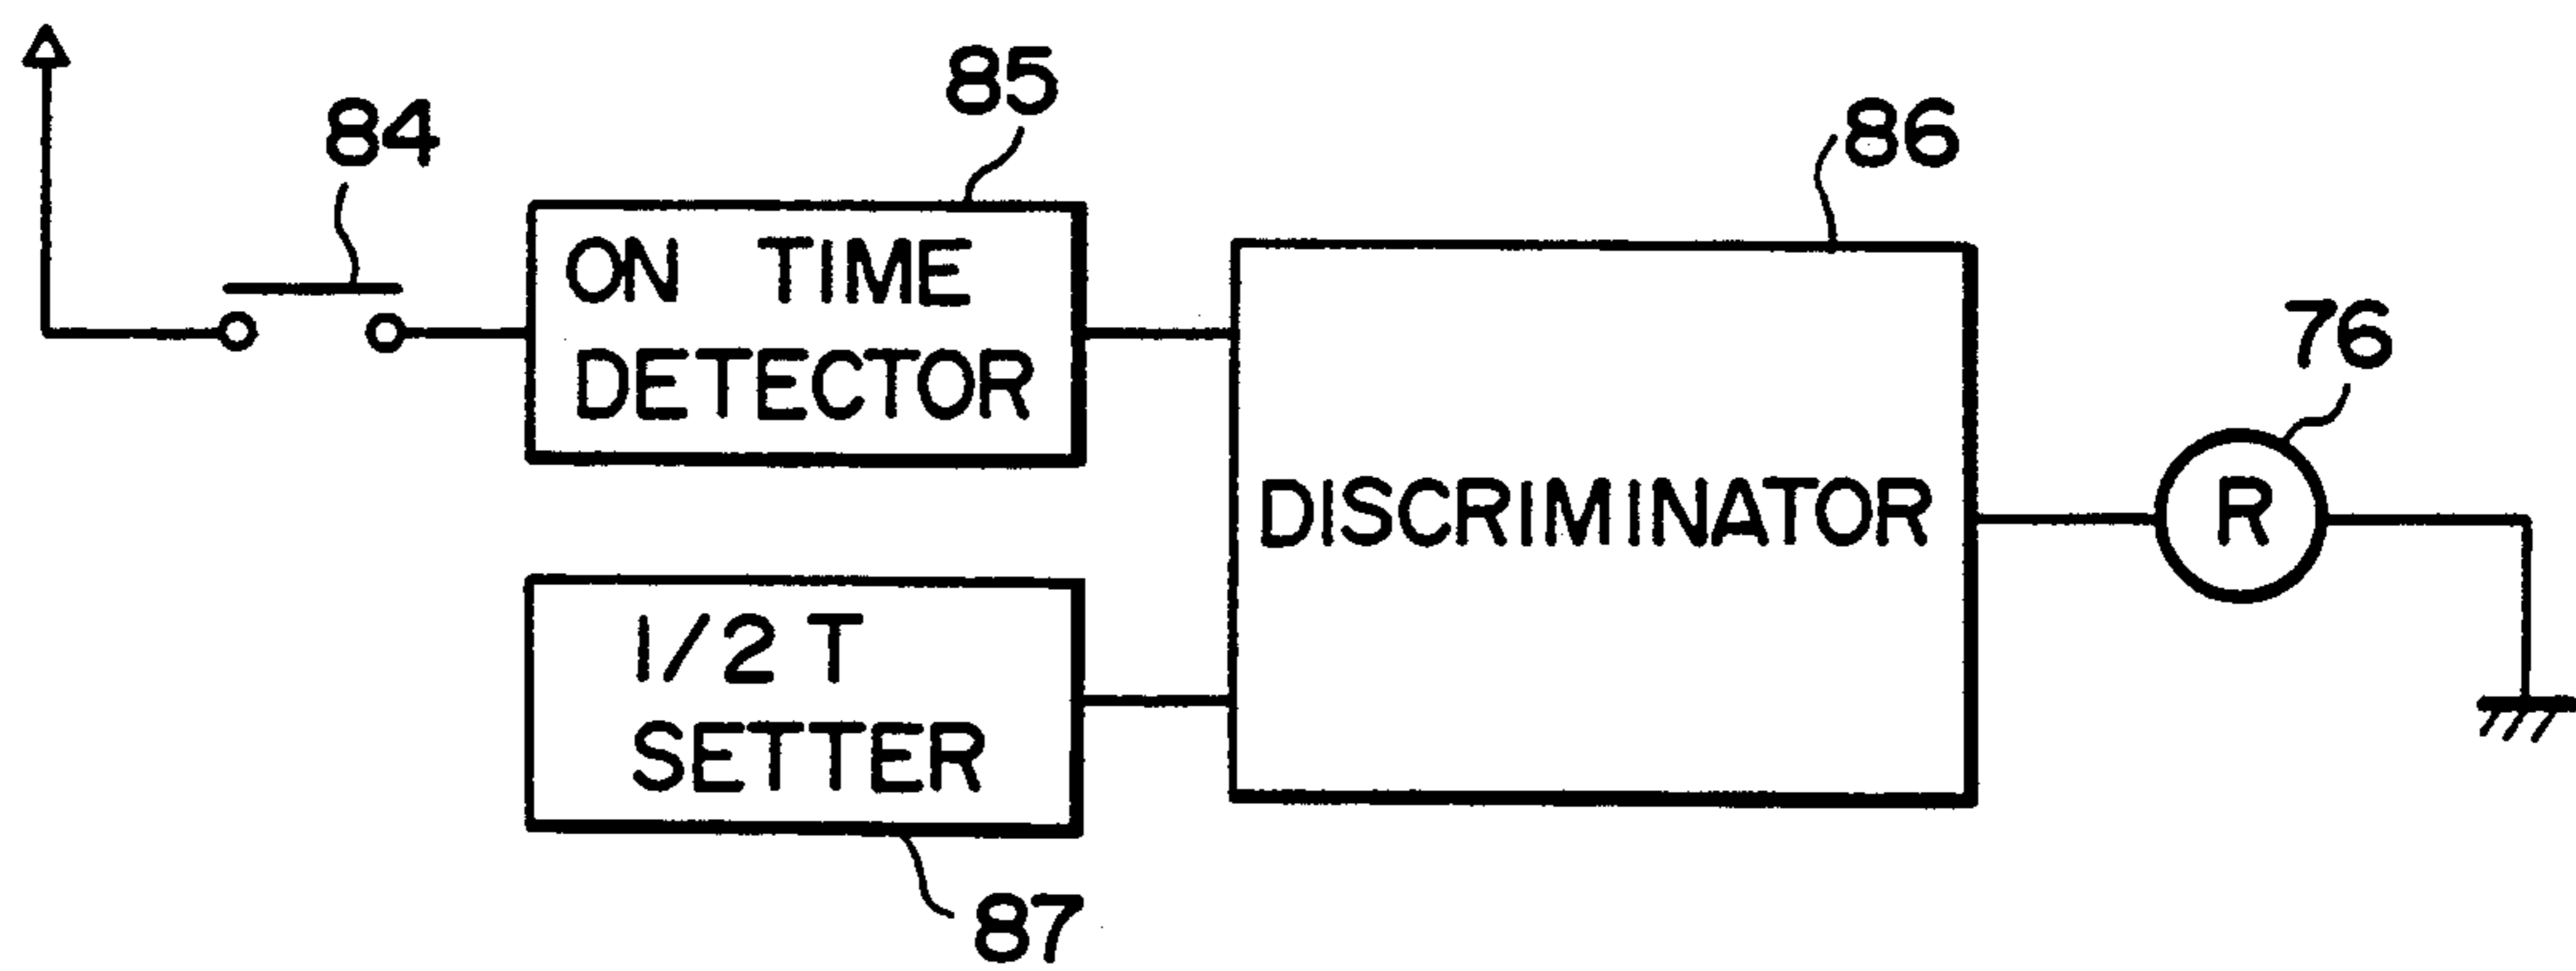 84
85
ON TIME
DETECTOR
86
DISCRIMINATOR
76
R
1/2 T
SETTER
87